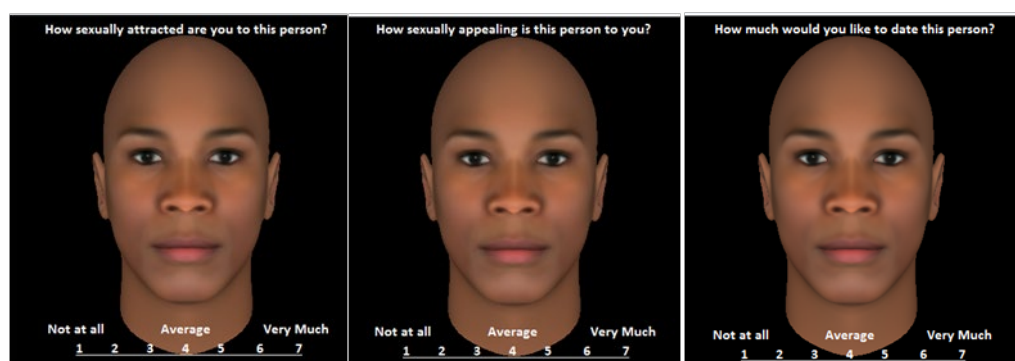 How sexually attracted are you to this person?
Not at all Average Very Much
1 2 3 4 5 6 7
How sexually appealing is this person to you?
Not at all Average Very Much
1 2 3 4 5 6 7
How much would you like to date this person?
Not at all Average Very Much
1 2 3 4 5 6 7